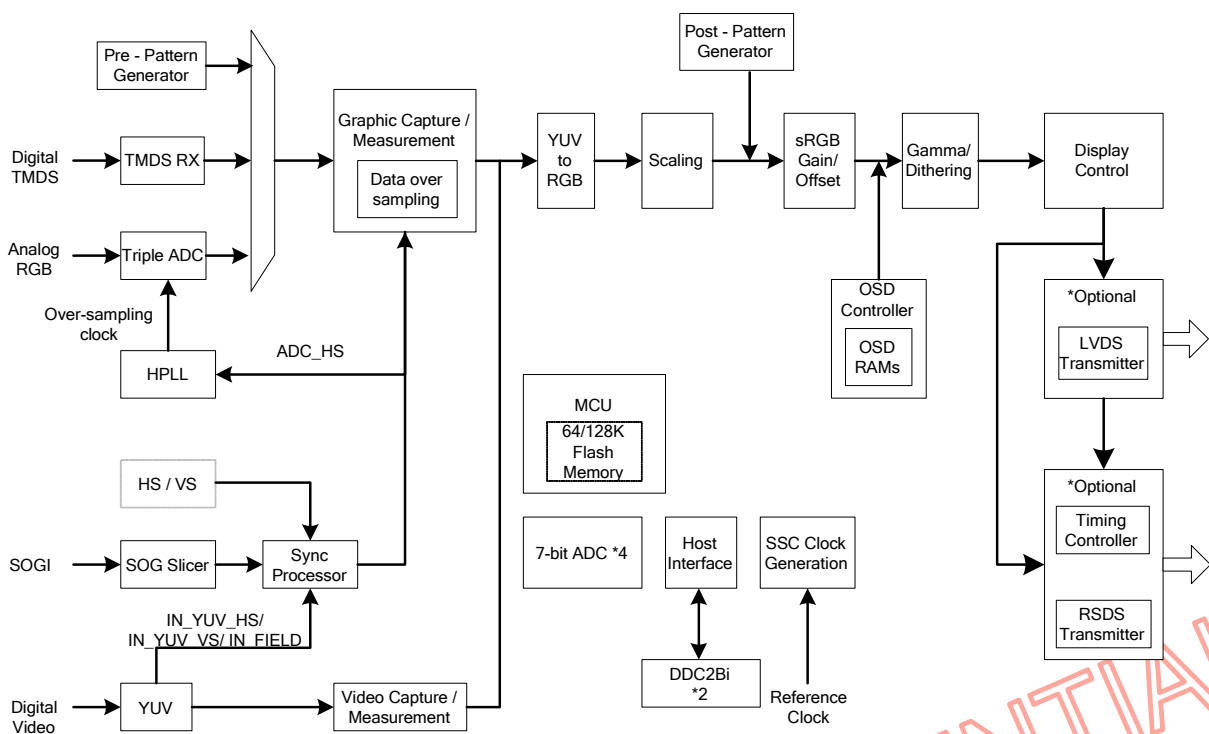 Pre - Pattern
Generator
Post - Pattern
Generator
Digital
TMDS
TMDS RX
Graphic Capture /
Measurement
Data over
sampling
YUV
to
RGB
Scaling
sRGB
Gain/
Offset
Gamma/
Dithering
Display
Control
Analog
RGB
Triple ADC
Over-sampling
clock
HPLL
ADC_HS
OSD
Controller
OSD
RAMs
*Optional
LVDS
Transmitter
MCU
64/128K
Flash
Memory
HS / VS
*Optional
Timing
Controller
RSDS
Transmitter
SOGI
SOG Slicer
Sync
Processor
7-bit ADC *4
Host
Interface
SSC Clock
Generation
IN_YUV_HS/
IN_YUV_VS/ IN_FIELD
DDC2Bi
*2
Reference
Clock
Digital
Video
YUV
Video Capture /
Measurement